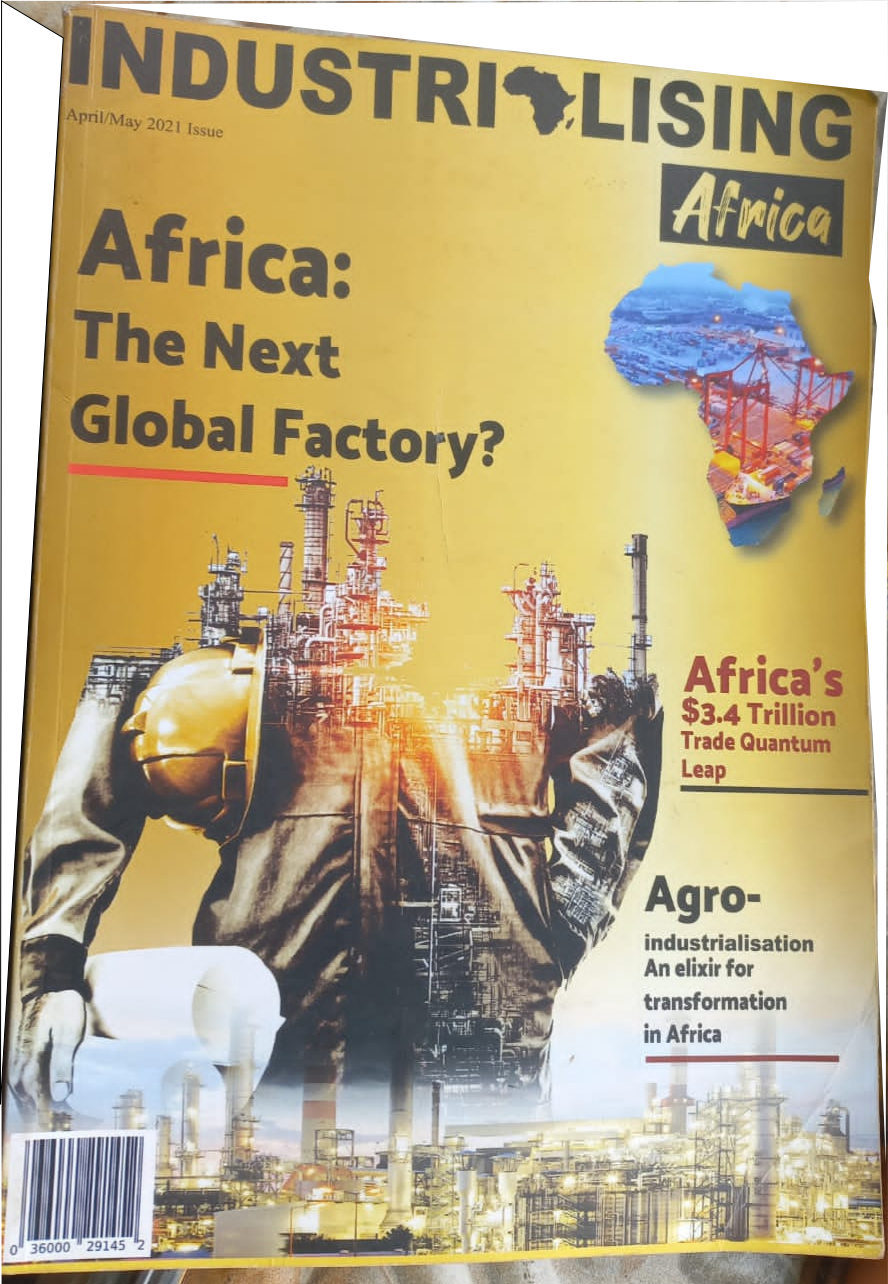 INDUSTRIALISING
April/May 2021 Issue
Africa
Africa:
The Next
Global Factory?
Africa's
$3.4 Trillion
Trade Quantum
Leap
Agro-
industrialisation
An elixir for
transformation
in Africa
0 36000 29145 2